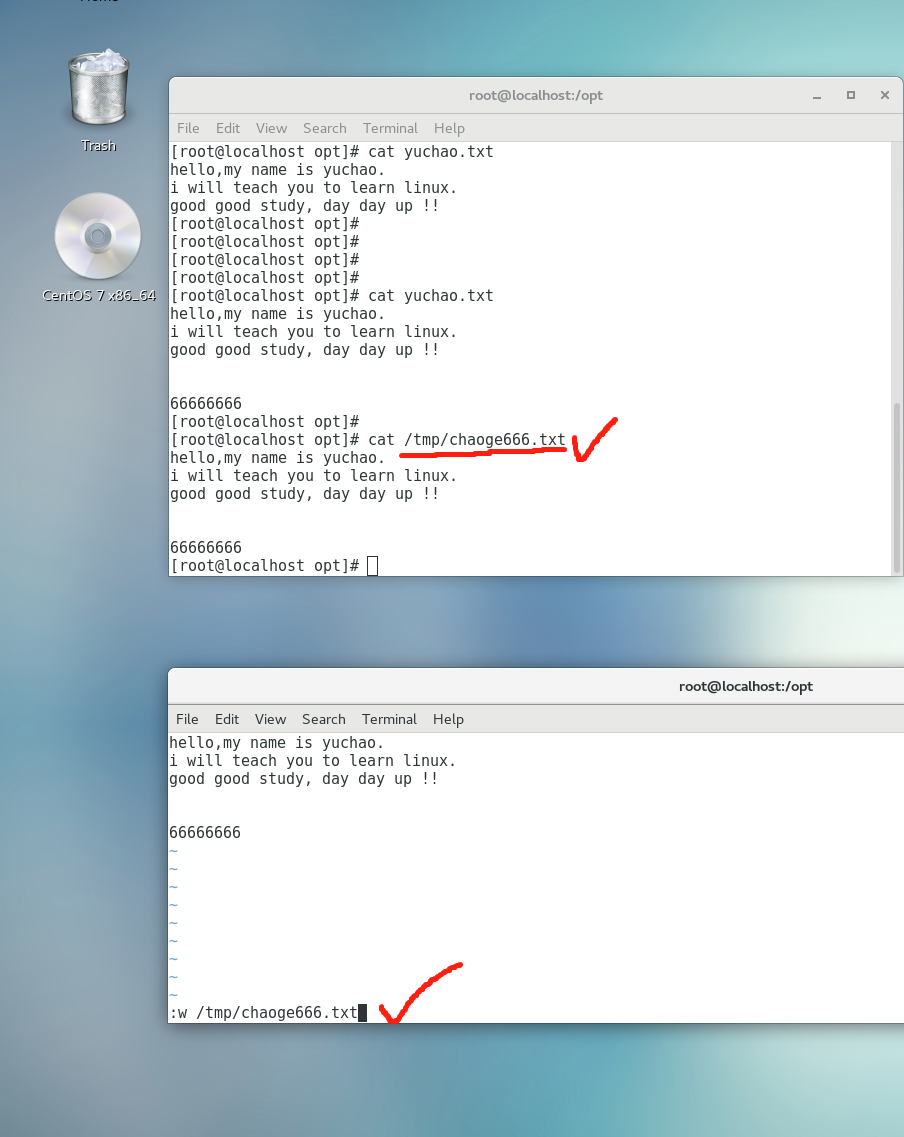 Home
Trash
CentOS 7 x86_64
root@localhost:/opt
File Edit View Search Terminal Help
[root@localhost opt]# cat yuchao.txt
hello,my name is yuchao.
i will teach you to learn linux.
good good study, day day up !!
[root@localhost opt]#
[root@localhost opt]#
[root@localhost opt]#
[root@localhost opt]#
[root@localhost opt]# cat yuchao.txt
hello,my name is yuchao.
i will teach you to learn linux.
good good study, day day up !!
66666666
[root@localhost opt]#
[root@localhost opt]# cat /tmp/chaoge666.txt
hello,my name is yuchao.
i will teach you to learn linux.
good good study, day day up !!
66666666
[root@localhost opt]#
root@localhost:/opt
File Edit View Search Terminal Help
hello,my name is yuchao.
i will teach you to learn linux.
good good study, day day up !!
66666666
~
~
~
~
~
~
~
~
~
:w /tmp/chaoge666.txt